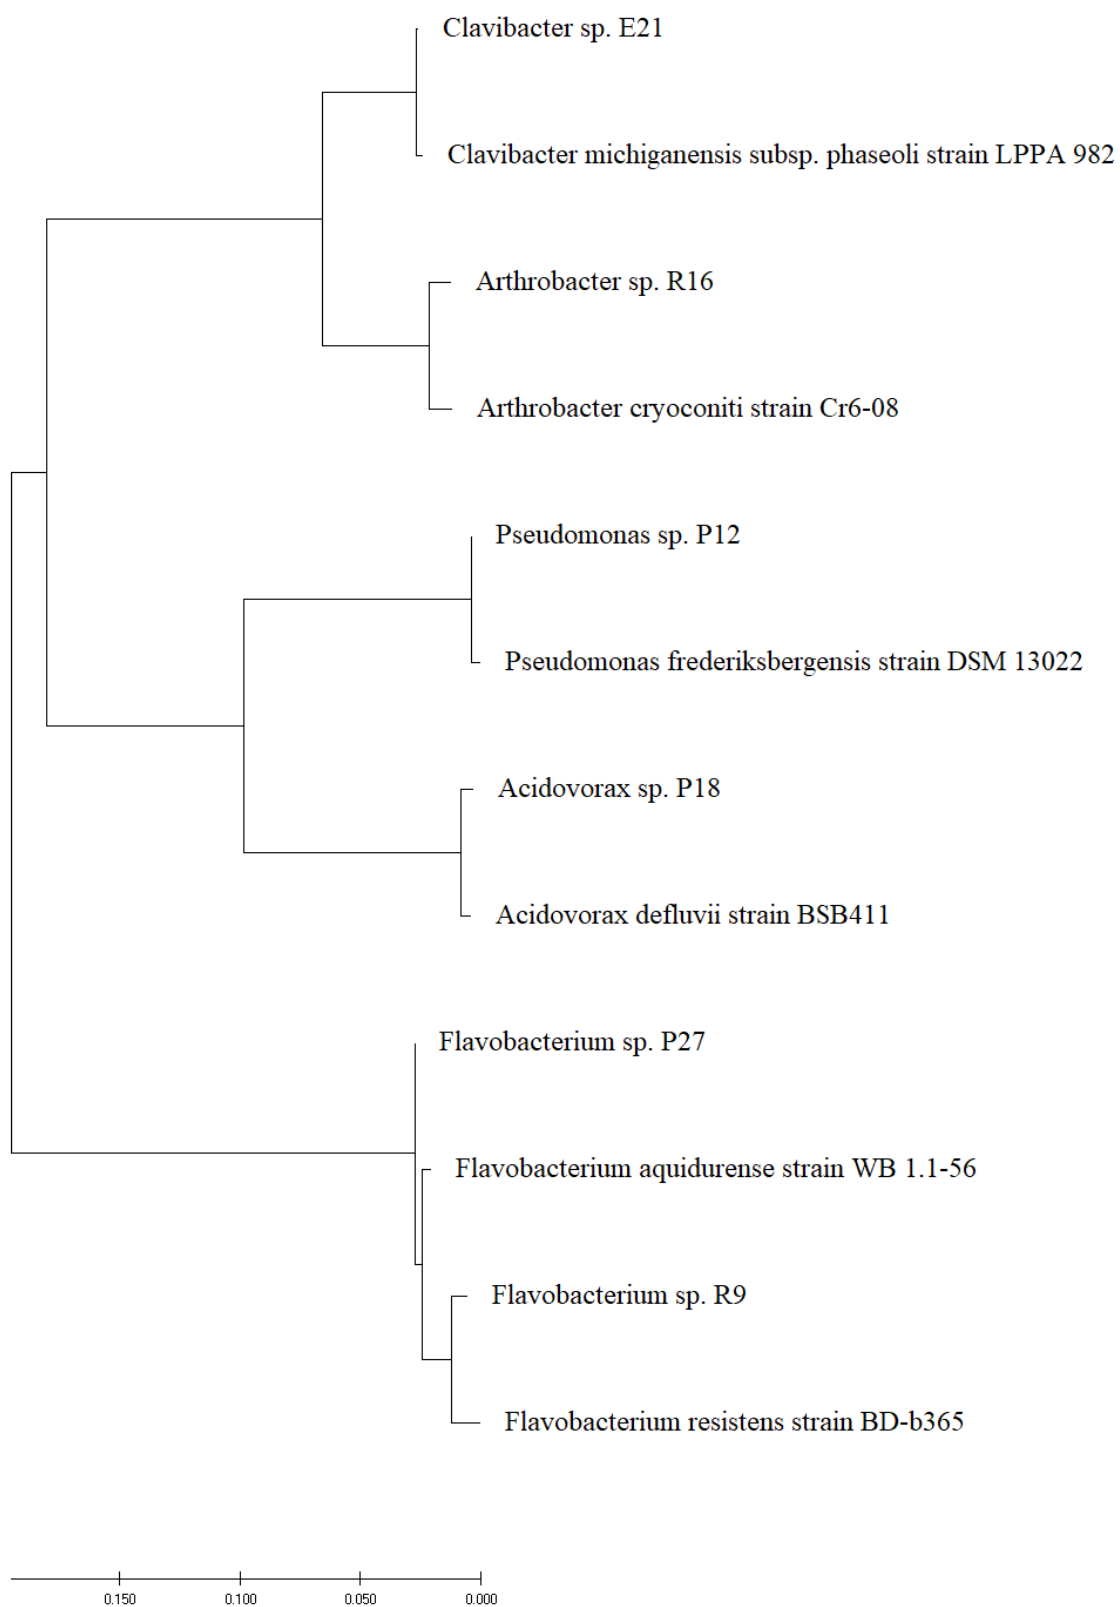 Clavibacter sp. E21
Clavibacter michiganensis subsp. phaseoli strain LPPA 982
Arthrobacter sp. R16
Arthrobacter cryoconiti strain Cr6-08
Pseudomonas sp. P12
Pseudomonas frederiksbergensis strain DSM 13022
Acidovorax sp. P18
Acidovorax defluvii strain BSB411
Flavobacterium sp. P27
Flavobacterium aquidurense strain WB 1.1-56
Flavobacterium sp. R9
Flavobacterium resistens strain BD-b365
0.150 0.100 0.050 0.000